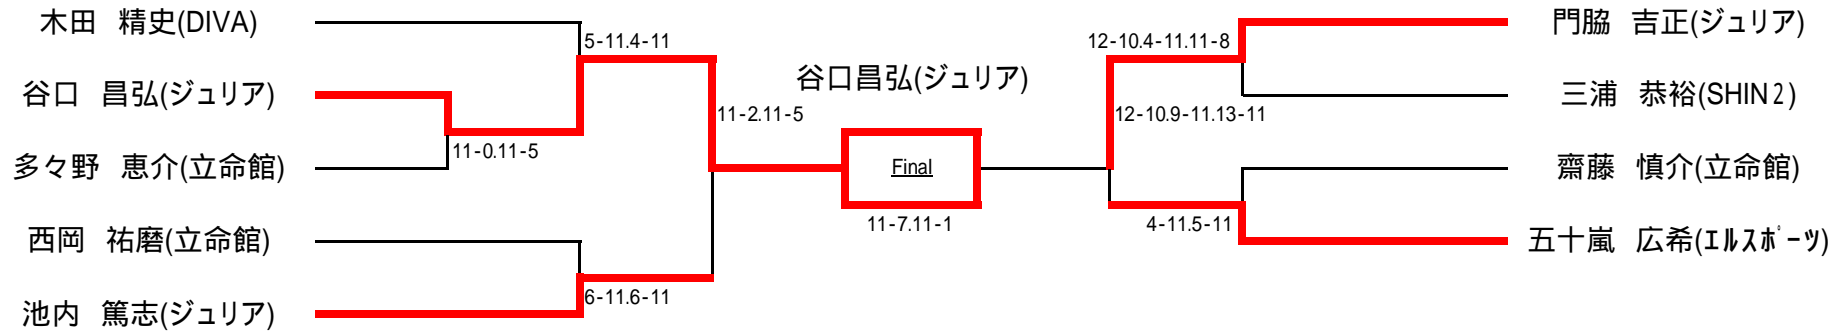 木田　精史(DIVA)
5-11.4-11
12-10.4-11.11-8
門脇　吉正(ジュリア)
谷口昌弘(ジュリア)
谷口　昌弘(ジュリア)
三浦　恭裕(SHIN２)
11-2.11-5
12-10.9-11.13-11
11-0.11-5
多々野　恵介(立命館)
Final
齋藤　慎介(立命館)
11-7.11-1
4-11.5-11
西岡　祐磨(立命館)
五十嵐　広希(ｴﾙｽﾎﾟｰﾂ)
6-11.6-11
池内　篤志(ジュリア)